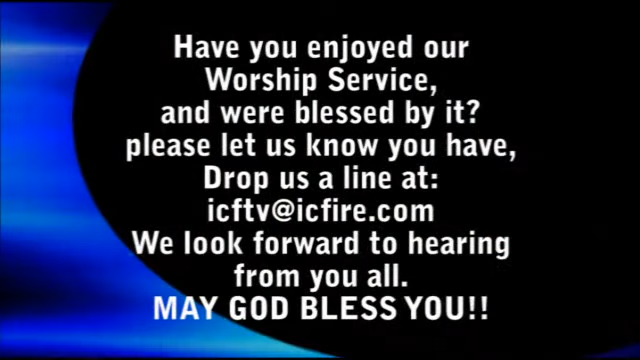 Have you enjoyed our
Worship Service,
and were blessed by it?
please let us know you have,
Drop us a line at:
icftv@icfire.com
We look forward to hearing
from you all.
MAY GOD BLESS YOU!!